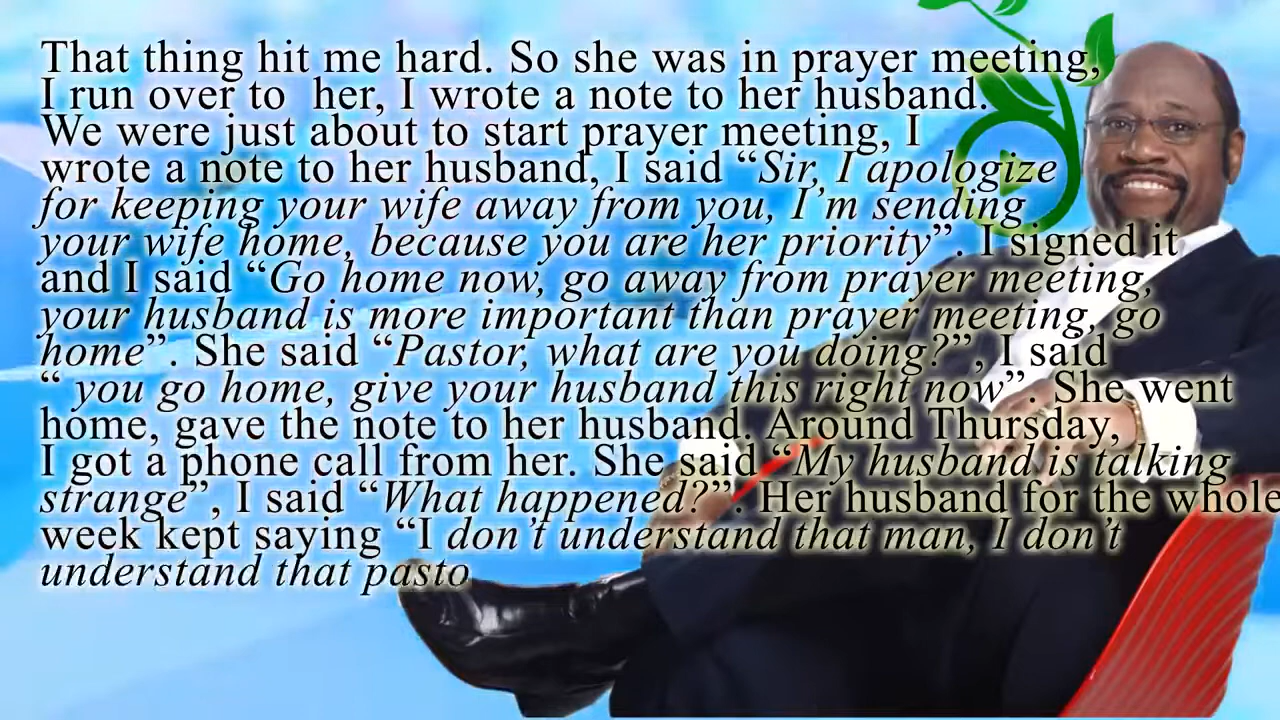 That thing hit me hard. So she was in prayer meeting,
I run over to  her, I wrote a note to her husband.
We were just about to start prayer meeting, I
wrote a note to her husband, I said “Sir, I apologize
for keeping your wife away from you, I’m sending
your wife home, because you are her priority”. I signed it
and I said “Go home now, go away from prayer meeting,
your husband is more important than prayer meeting, go
home”. She said “Pastor, what are you doing?”, I said
“ you go home, give your husband this right now”. She went
home, gave the note to her husband. Around Thursday,
I got a phone call from her. She said “My husband is talking
strange”, I said “What happened?”. Her husband for the whole
week kept saying “I don’t understand that man, I don’t
understand that pasto